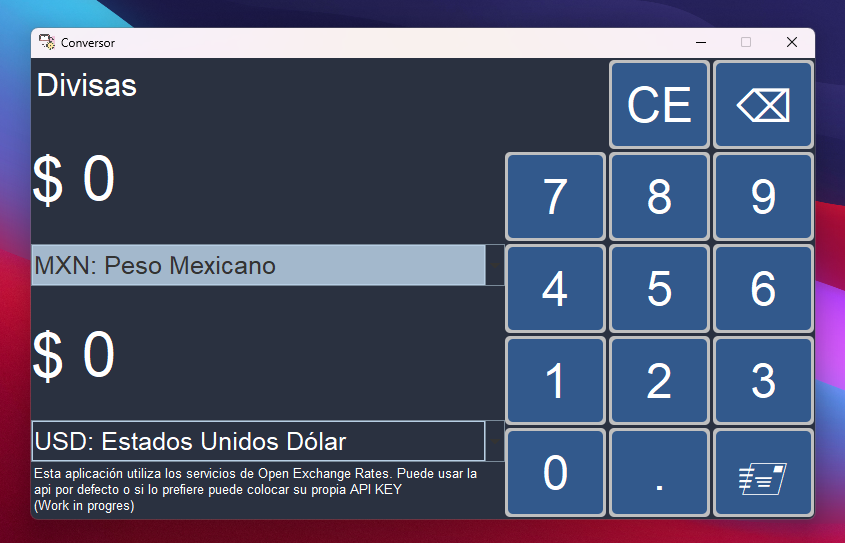 Conversor
Divisas
$ 0
MXN: Peso Mexicano
$ 0
USD: Estados Unidos Dólar
Esta aplicación utiliza los servicios de Open Exchange Rates. Puede usar la
api por defecto o si lo prefiere puede colocar su propia API KEY
(Work in progres)
CE
7 8 9
4 5 6
1 2 3
0 .